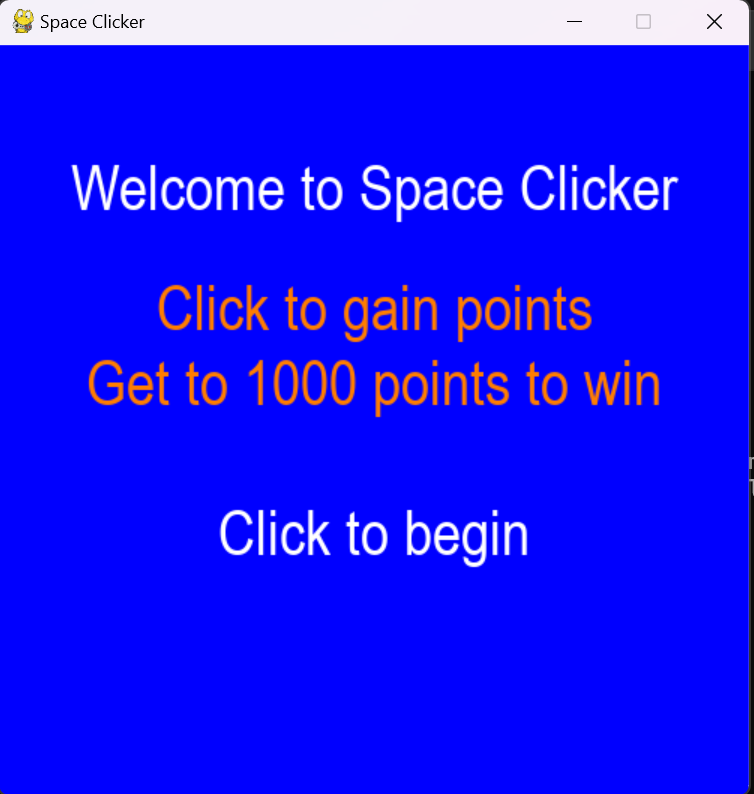 Space Clicker
Welcome to Space Clicker
Click to gain points
Get to 1000 points to win
Click to begin